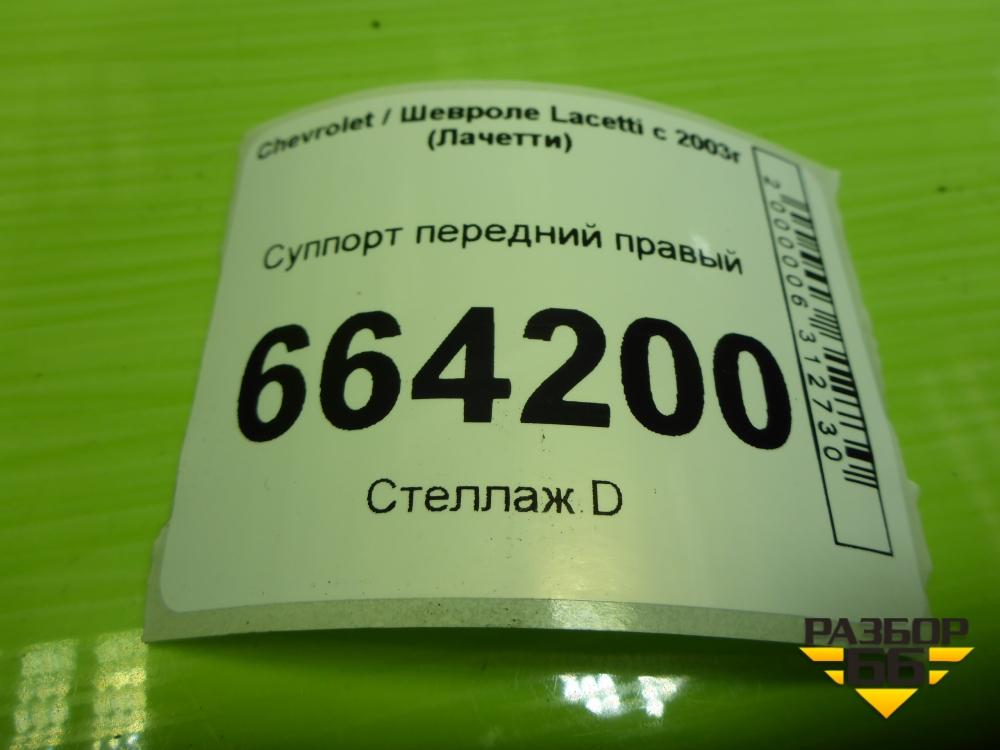 Chevrolet / Шевроле Lacetti с 2003г
(Лачетти)
Суппорт передний правый
664200
Стеллаж D
2000006312730
РАЗБОР
66